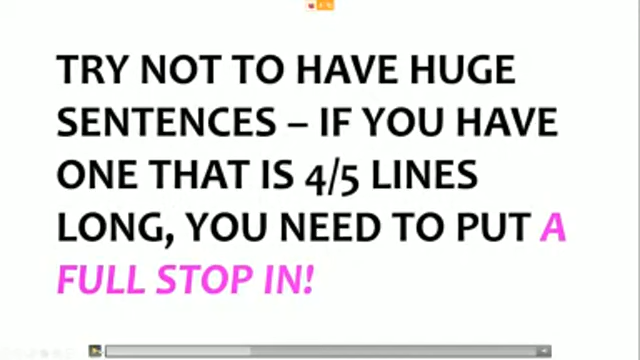 TRY NOT TO HAVE HUGE
SENTENCES – IF YOU HAVE
ONE THAT IS 4/5 LINES
LONG, YOU NEED TO PUT A
FULL STOP IN!